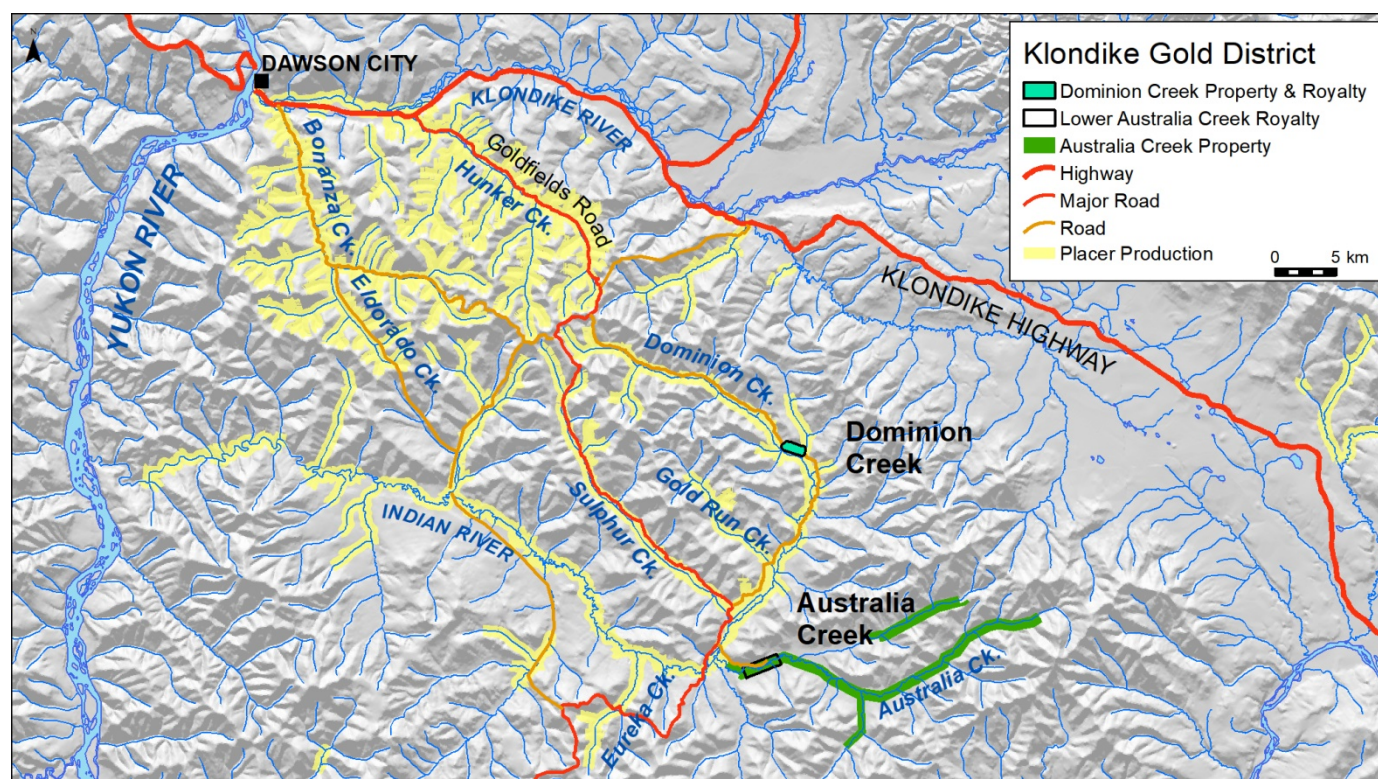 N
DAWSON CITY
KLONDIKE RIVER
Bonanza Ck.
Goldfields Road
Hunker Ck.
YUKON RIVER
Eldorado Ck.
KLONDIKE HIGHWAY
Dominion Ck.
Dominion
Creek
Gold Run Ck.
Sulphur Ck.
INDIAN RIVER
Australia
Creek
Australia Ck.
Eureka Ck.
Klondike Gold District
Dominion Creek Property & Royalty
Lower Australia Creek Royalty
Australia Creek Property
Highway
Major Road
Road
Placer Production
0 5 km